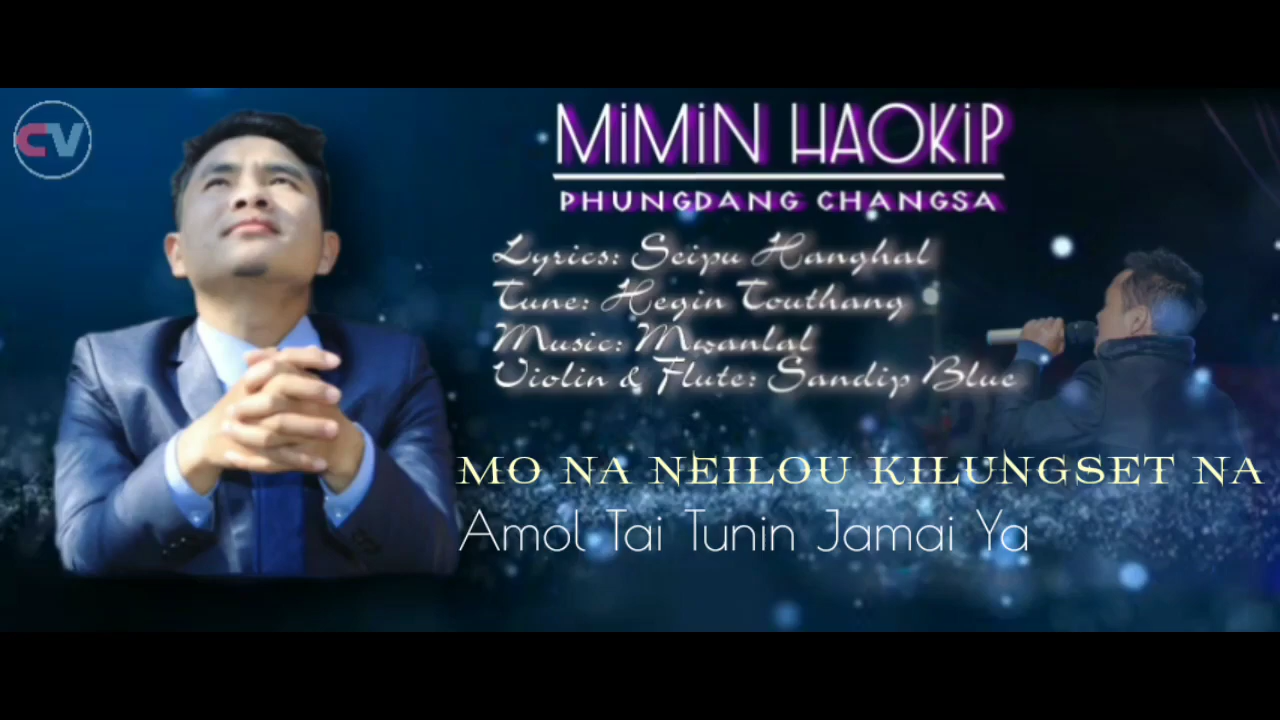 CV
MiMiN HAOKiP
PHUNGDANG CHANGSA
Lyrics: Seipu Hanghal
Tune: Hegin Touthang
Music: Mwanlal
Violin & Flute: Sandip Blue
MO NA NEILOU KILUNGSET NA
Amol Tai Tunin Jamai Ya